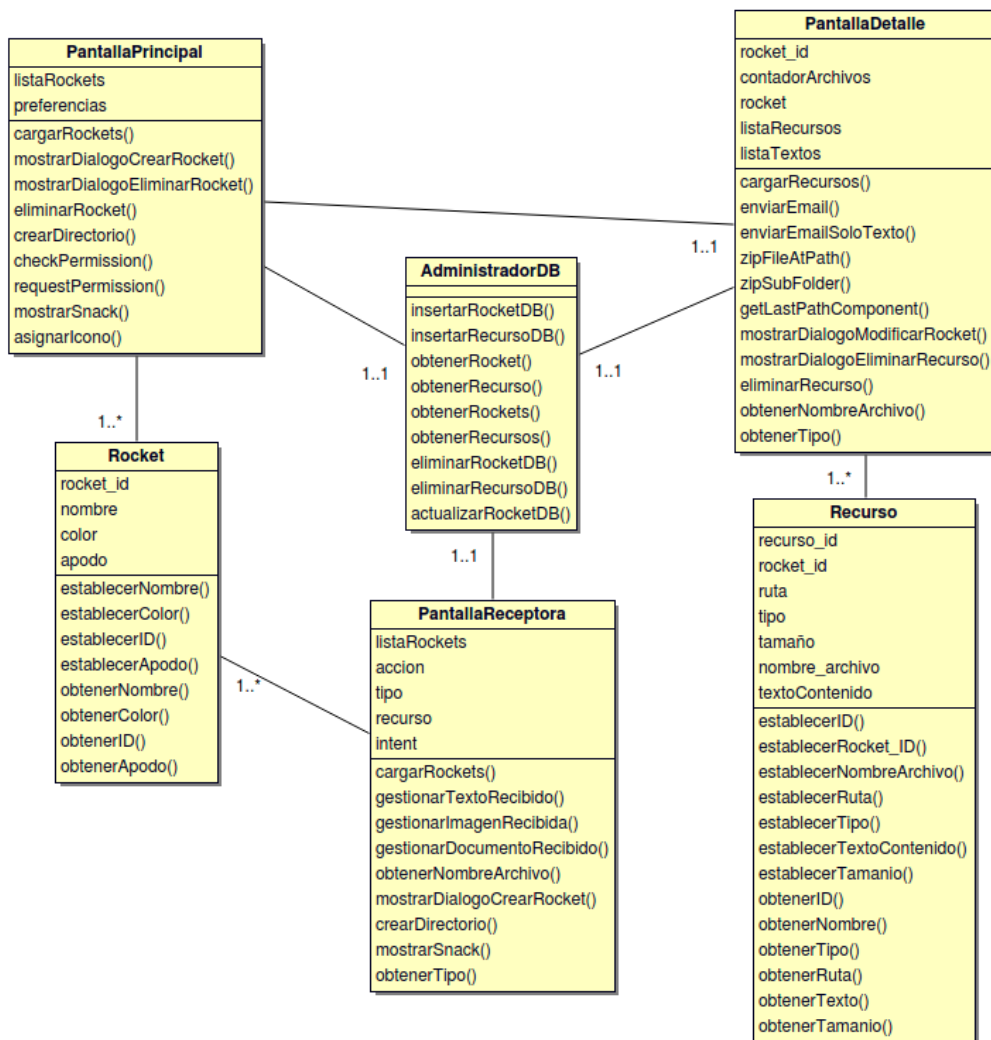 PantallaPrincipal
listaRockets
preferencias
cargarRockets()
mostrarDialogoCrearRocket()
mostrarDialogoEliminarRocket()
eliminarRocket()
crearDirectorio()
checkPermission()
requestPermission()
mostrarSnack()
asignarIcono()
PantallaDetalle
rocket_id
contadorArchivos
rocket
listaRecursos
listaTextos
cargarRecursos()
enviarEmail()
enviarEmailSoloTexto()
zipFileAtPath()
zipSubFolder()
getLastPathComponent()
mostrarDialogoModificarRocket()
mostrarDialogoEliminarRecurso()
eliminarRecurso()
obtenerNombreArchivo()
obtenerTipo()
1..1
AdministradorDB
insertarRocketDB()
insertarRecursoDB()
obtenerRocket()
obtenerRecurso()
obtenerRockets()
obtenerRecursos()
eliminarRocketDB()
eliminarRecursoDB()
actualizarRocketDB()
1..1
1..1
1..*
Rocket
rocket_id
nombre
color
apodo
establecerNombre()
establecerColor()
establecerID()
establecerApodo()
obtenerNombre()
obtenerColor()
obtenerID()
obtenerApodo()
1..*
1..1
PantallaReceptora
listaRockets
accion
tipo
recurso
intent
cargarRockets()
gestionarTextoRecibido()
gestionarImagenRecibida()
gestionarDocumentoRecibido()
obtenerNombreArchivo()
mostrarDialogoCrearRocket()
crearDirectorio()
mostrarSnack()
obtenerTipo()
1..*
Recurso
recurso_id
rocket_id
ruta
tipo
tamaño
nombre_archivo
textoContenido
establecerID()
establecerRocket_ID()
establecerNombreArchivo()
establecerRuta()
establecerTipo()
establecerTextoContenido()
establecerTamanio()
obtenerID()
obtenerNombre()
obtenerTipo()
obtenerRuta()
obtenerTexto()
obtenerTamanio()